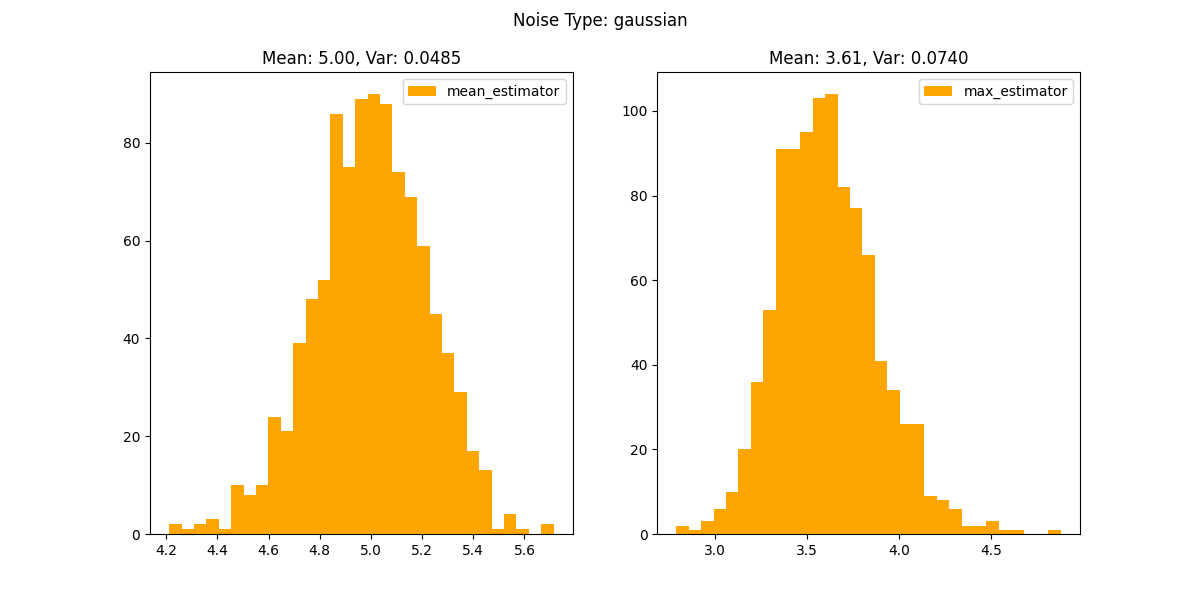 Noise Type: gaussian
Mean: 5.00, Var: 0.0485
mean_estimator
80
60
40
20
0
4.2 4.4 4.6 4.8 5.0 5.2 5.4 5.6
Mean: 3.61, Var: 0.0740
max_estimator
100
80
60
40
20
0
3.0 3.5 4.0 4.5